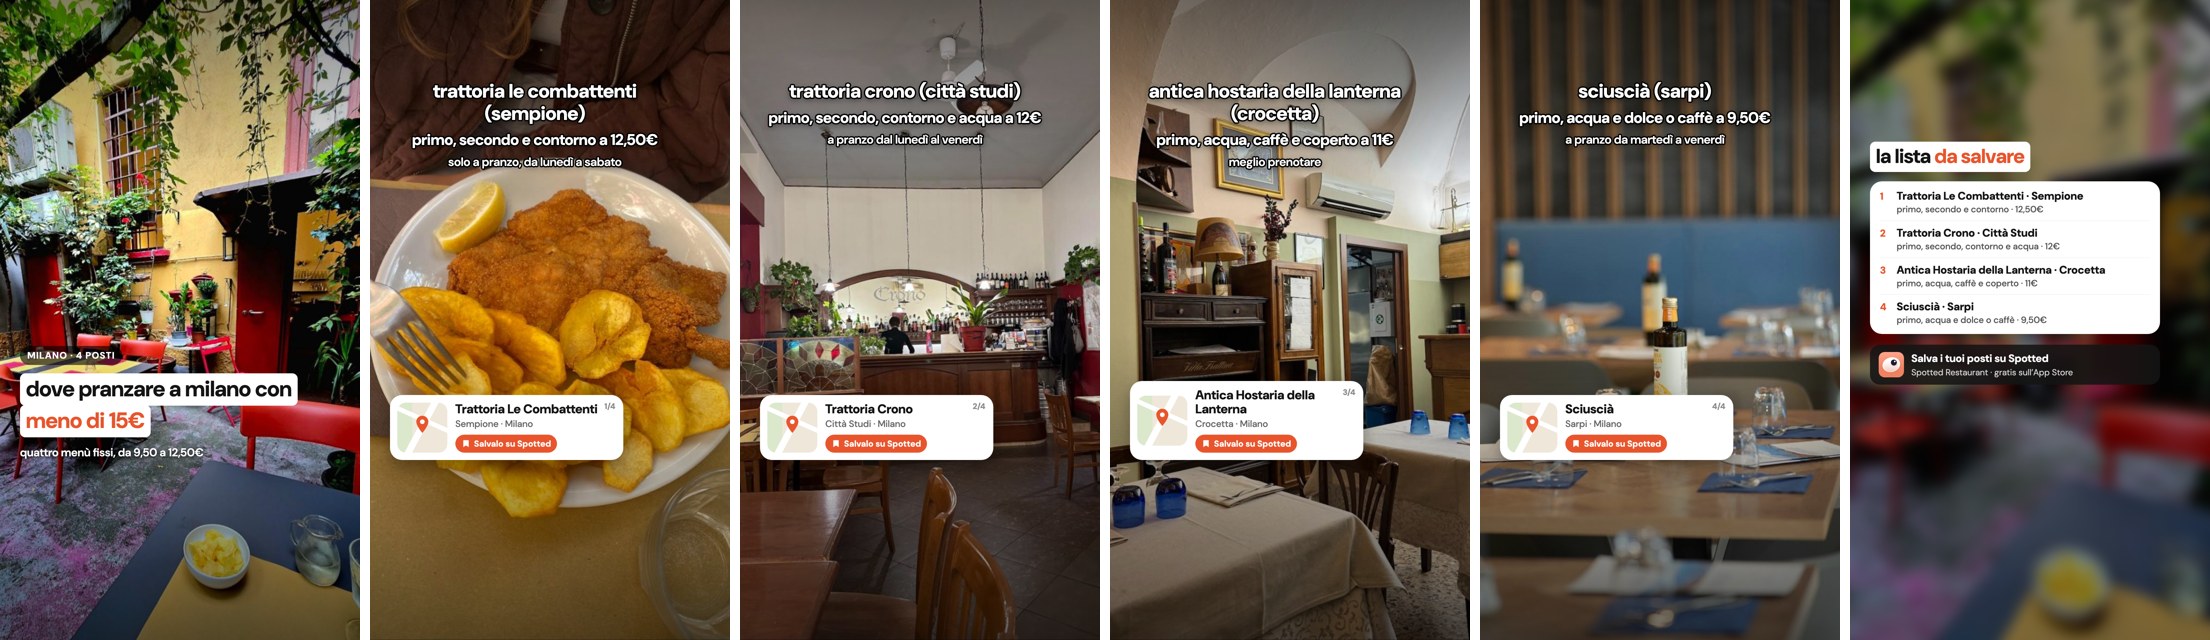 MILANO · 4 POSTI
dove pranzare a milano con
meno di 15€
quattro menù fissi, da 9,50 a 12,50€
trattoria le combattenti
(sempione)
primo, secondo e contorno a 12,50€
solo a pranzo, da lunedì a sabato
Trattoria Le Combattenti 1/4
Sempione · Milano
Salvalo su Spotted
trattoria crono (città studi)
primo, secondo, contorno e acqua a 12€
a pranzo dal lunedì al venerdì
Crono
Trattoria Crono 2/4
Città Studi · Milano
Salvalo su Spotted
antica hostaria della lanterna
(crocetta)
primo, acqua, caffè e coperto a 11€
meglio prenotare
Antica Hostaria della 3/4
Lanterna
Crocetta · Milano
Salvalo su Spotted
sciuscià (sarpi)
primo, acqua e dolce o caffè a 9,50€
a pranzo da martedì a venerdì
Sciuscià 4/4
Sarpi · Milano
Salvalo su Spotted
la lista da salvare
1 Trattoria Le Combattenti · Sempione
primo, secondo e contorno · 12,50€
2 Trattoria Crono · Città Studi
primo, secondo, contorno e acqua · 12€
3 Antica Hostaria della Lanterna · Crocetta
primo, acqua, caffè e coperto · 11€
4 Sciuscià · Sarpi
primo, acqua e dolce o caffè · 9,50€
Salva i tuoi posti su Spotted
Spotted Restaurant · gratis sull'App Store